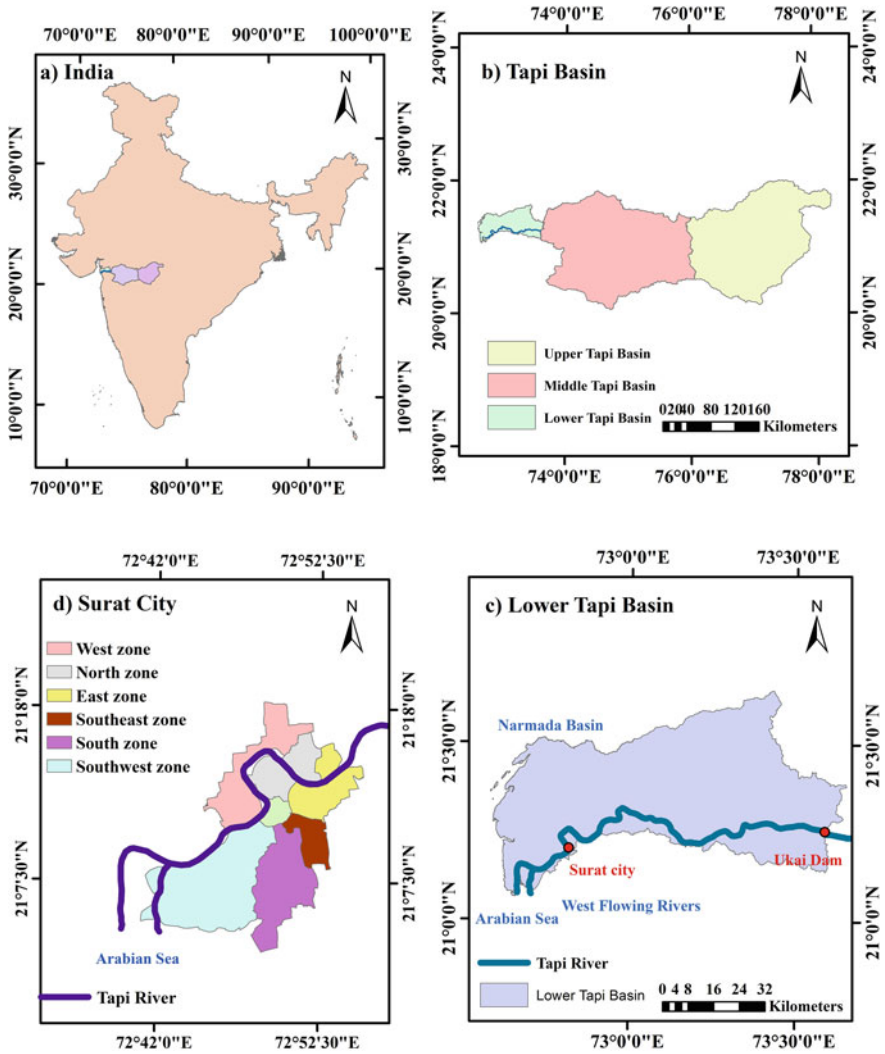 70°0'0"E 80°0'0"E 90°0'0"E 100°0'0"E
a) India
N
30°0'0"N
20°0'0"N
10°0'0"N
30°0'0"N
20°0'0"N
10°0'0"N
70°0'0"E 80°0'0"E 90°0'0"E
74°0'0"E 76°0'0"E 78°0'0"E
b) Tapi Basin
N
24°0'0"N
22°0'0"N
20°0'0"N
18°0'0"N
24°0'0"N
22°0'0"N
20°0'0"N
18°0'0"N
Upper Tapi Basin
Middle Tapi Basin
Lower Tapi Basin
02040 80 120160
Kilometers
74°0'0"E 76°0'0"E 78°0'0"E
72°42'0"E 72°52'30"E
d) Surat City
N
West zone
North zone
East zone
Southeast zone
South zone
Southwest zone
21°18'0"N
21°7'30"N
21°18'0"N
21°7'30"N
Arabian Sea
Tapi River
72°42'0"E 72°52'30"E
73°0'0"E 73°30'0"E
c) Lower Tapi Basin
N
Narmada Basin
21°30'0"N
21°0'0"N
21°30'0"N
21°0'0"N
Surat city
Ukai Dam
Arabian Sea
West Flowing Rivers
Tapi River
Lower Tapi Basin
0 4 8 16 24 32
Kilometers
73°0'0"E 73°30'0"E